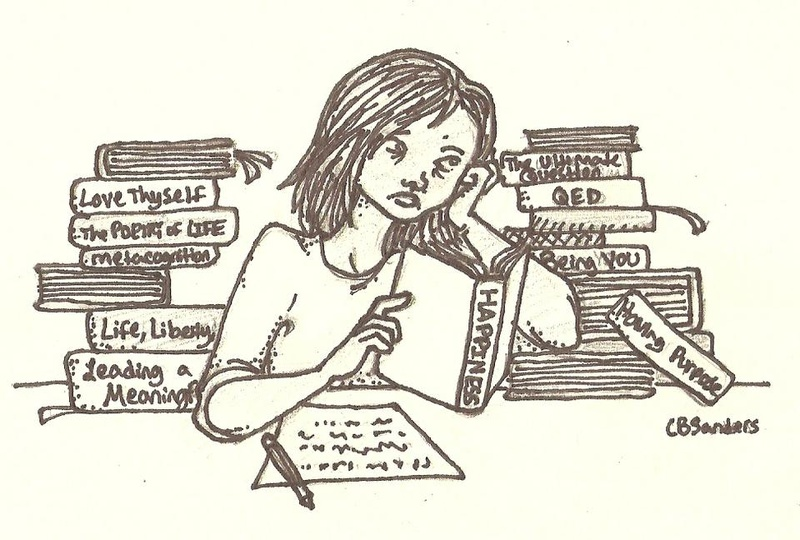 Love Thyself
The POEtRY of LIFE
metacognition
Life, Liberty,
Leading a
Meaningf
HAPPINESS
The Ultimate
Question
QED
Being You
Having Purpose
CBSanders